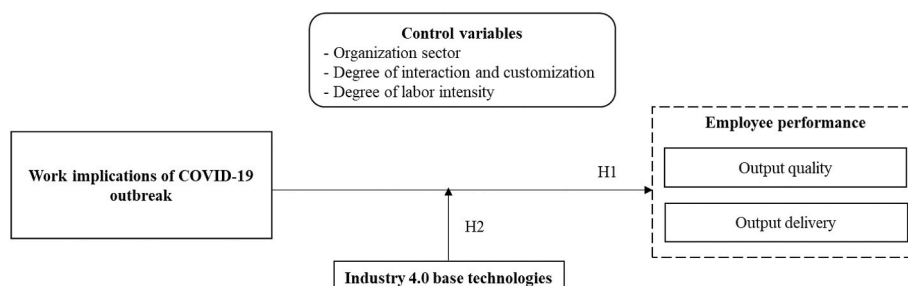 Control variables
- Organization sector
- Degree of interaction and customization
- Degree of labor intensity
Employee performance
Output quality
Output delivery
Work implications of COVID-19
outbreak
H1
H2
Industry 4.0 base technologies